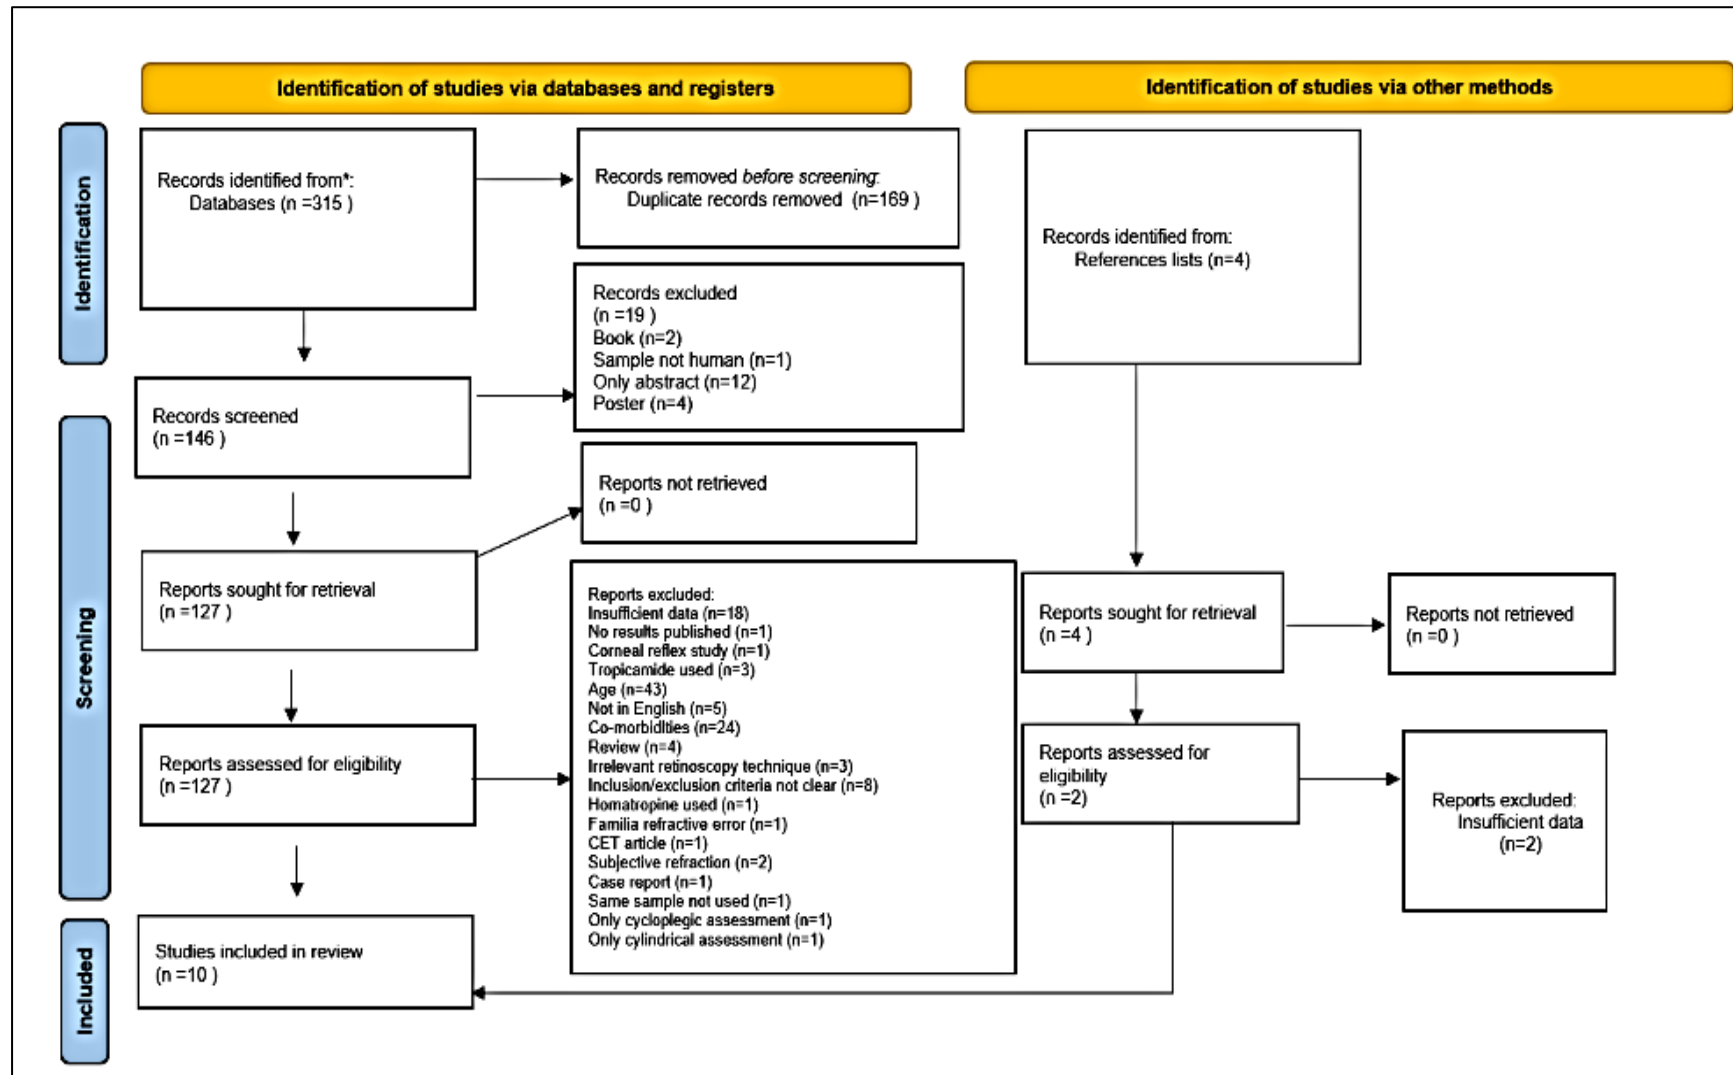 Identification of studies via databases and registers
Identification of studies via other methods
Identification
Records identified from*:
Databases (n =315 )
Records removed before screening:
Duplicate records removed (n=169 )
Records identified from:
References lists (n=4)
Records excluded
(n =19 )
Book (n=2)
Sample not human (n=1)
Only abstract (n=12)
Poster (n=4)
Screening
Records screened
(n =146 )
Reports not retrieved
(n =0 )
Reports sought for retrieval
(n =127 )
Reports excluded:
Insufficient data (n=18)
No results published (n=1)
Corneal reflex study (n=1)
Tropicamide used (n=3)
Age (n=43)
Not in English (n=5)
Co-morbidities (n=24)
Review (n=4)
Irrelevant retinoscopy technique (n=3)
Inclusion/exclusion criteria not clear (n=8)
Homatropine used (n=1)
Familia refractive error (n=1)
CET article (n=1)
Subjective refraction (n=2)
Case report (n=1)
Same sample not used (n=1)
Only cycloplegic assessment (n=1)
Only cylindrical assessment (n=1)
Reports sought for retrieval
(n =4 )
Reports not retrieved
(n =0 )
Reports assessed for eligibility
(n =127 )
Reports assessed for
eligibility
(n =2)
Reports excluded:
Insufficient data
(n=2)
Included
Studies included in review
(n =10 )